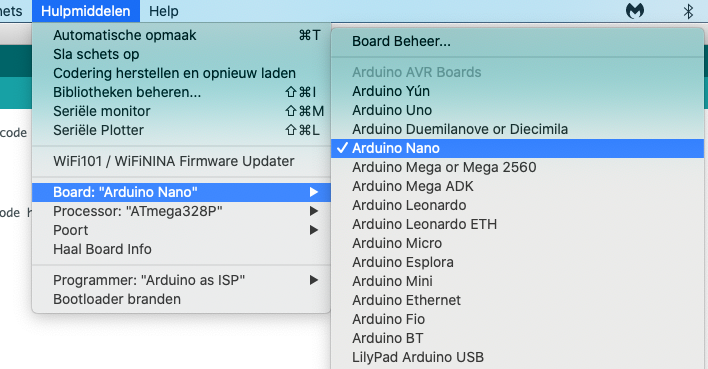 hets Hulpmiddelen Help
Automatische opmaak ⌘T
Sla schets op
Codering herstellen en opnieuw laden
Bibliotheken beheren... ⇧⌘I
Seriële monitor ⇧⌘M
Seriële Plotter ⇧⌘L
WiFi101 / WiFiNINA Firmware Updater
Board: "Arduino Nano"
Processor: "ATmega328P"
Poort
Haal Board Info
Programmer: "Arduino as ISP"
Bootloader branden
Board Beheer...
Arduino AVR Boards
Arduino Yún
Arduino Uno
Arduino Duemilanove or Diecimila
✓ Arduino Nano
Arduino Mega or Mega 2560
Arduino Mega ADK
Arduino Leonardo
Arduino Leonardo ETH
Arduino Micro
Arduino Esplora
Arduino Mini
Arduino Ethernet
Arduino Fio
Arduino BT
LilyPad Arduino USB
code
ode h